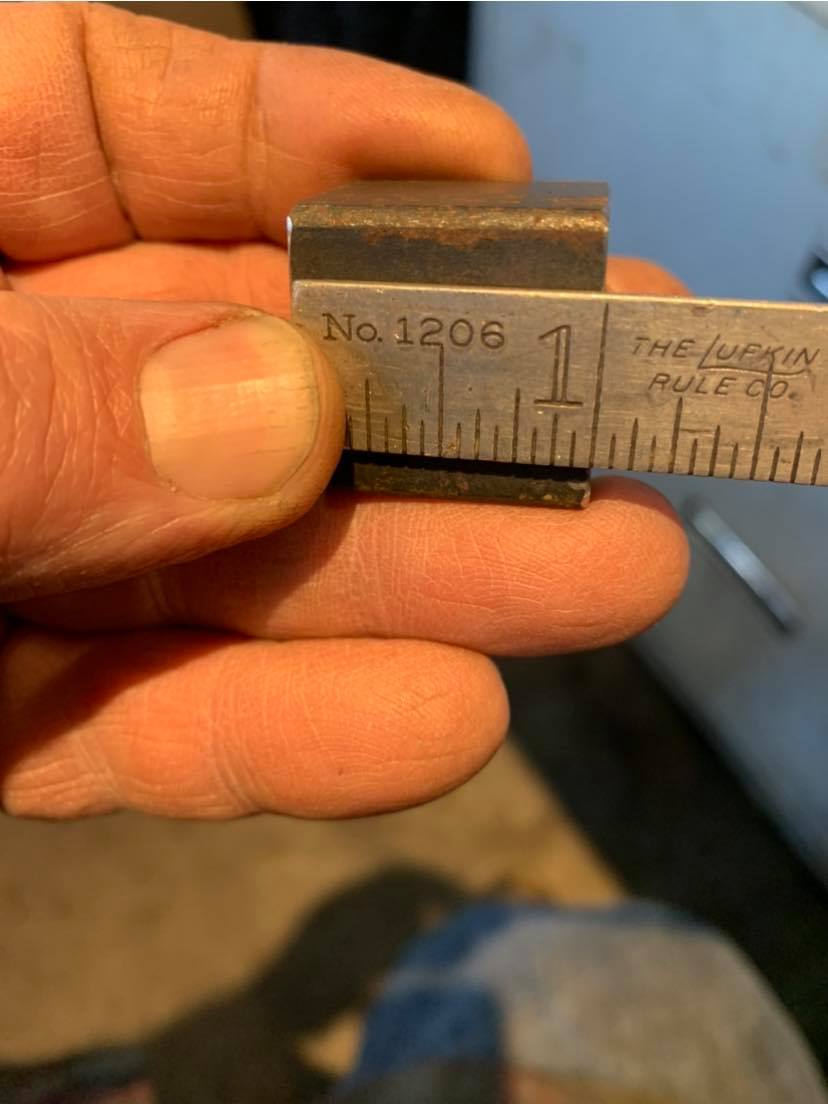 No. 1206
1
THE LUFKIN
RULE CO.